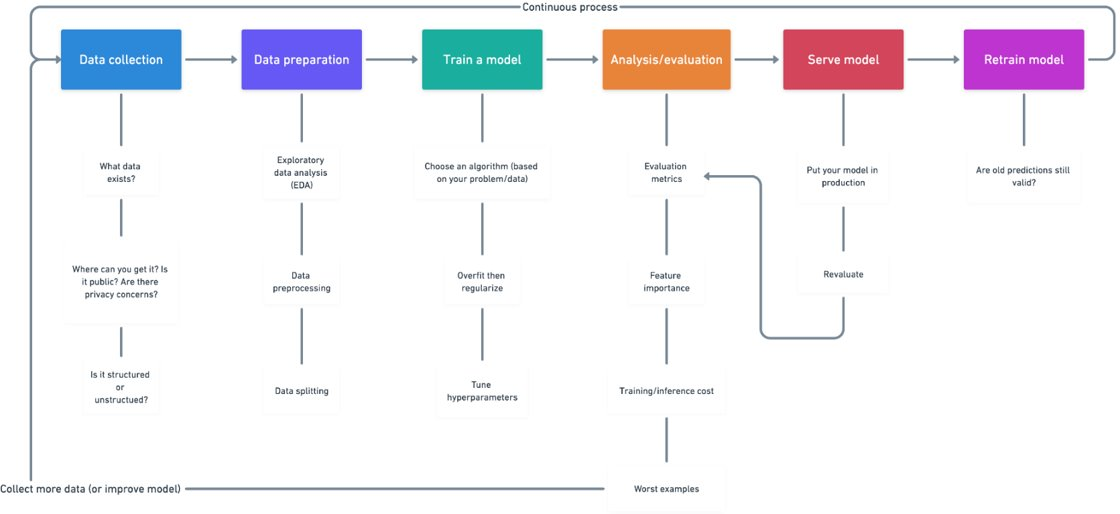 Continuous process
Data collection
Data preparation
Train a model
Analysis/evaluation
Serve model
Retrain model
What data
exists?
Where can you get it? Is
it public? Are there
privacy concerns?
Is it structured
or
unstructued?
Exploratory
data analysis
(EDA)
Data
preprocessing
Data splitting
Choose an algorithm (based
on your problem/data)
Overfit then
regularize
Tune
hyperparameters
Evaluation
metrics
Feature
importance
Training/inference cost
Worst examples
Put your model in
production
Revaluate
Are old predictions still
valid?
Collect more data (or improve model)